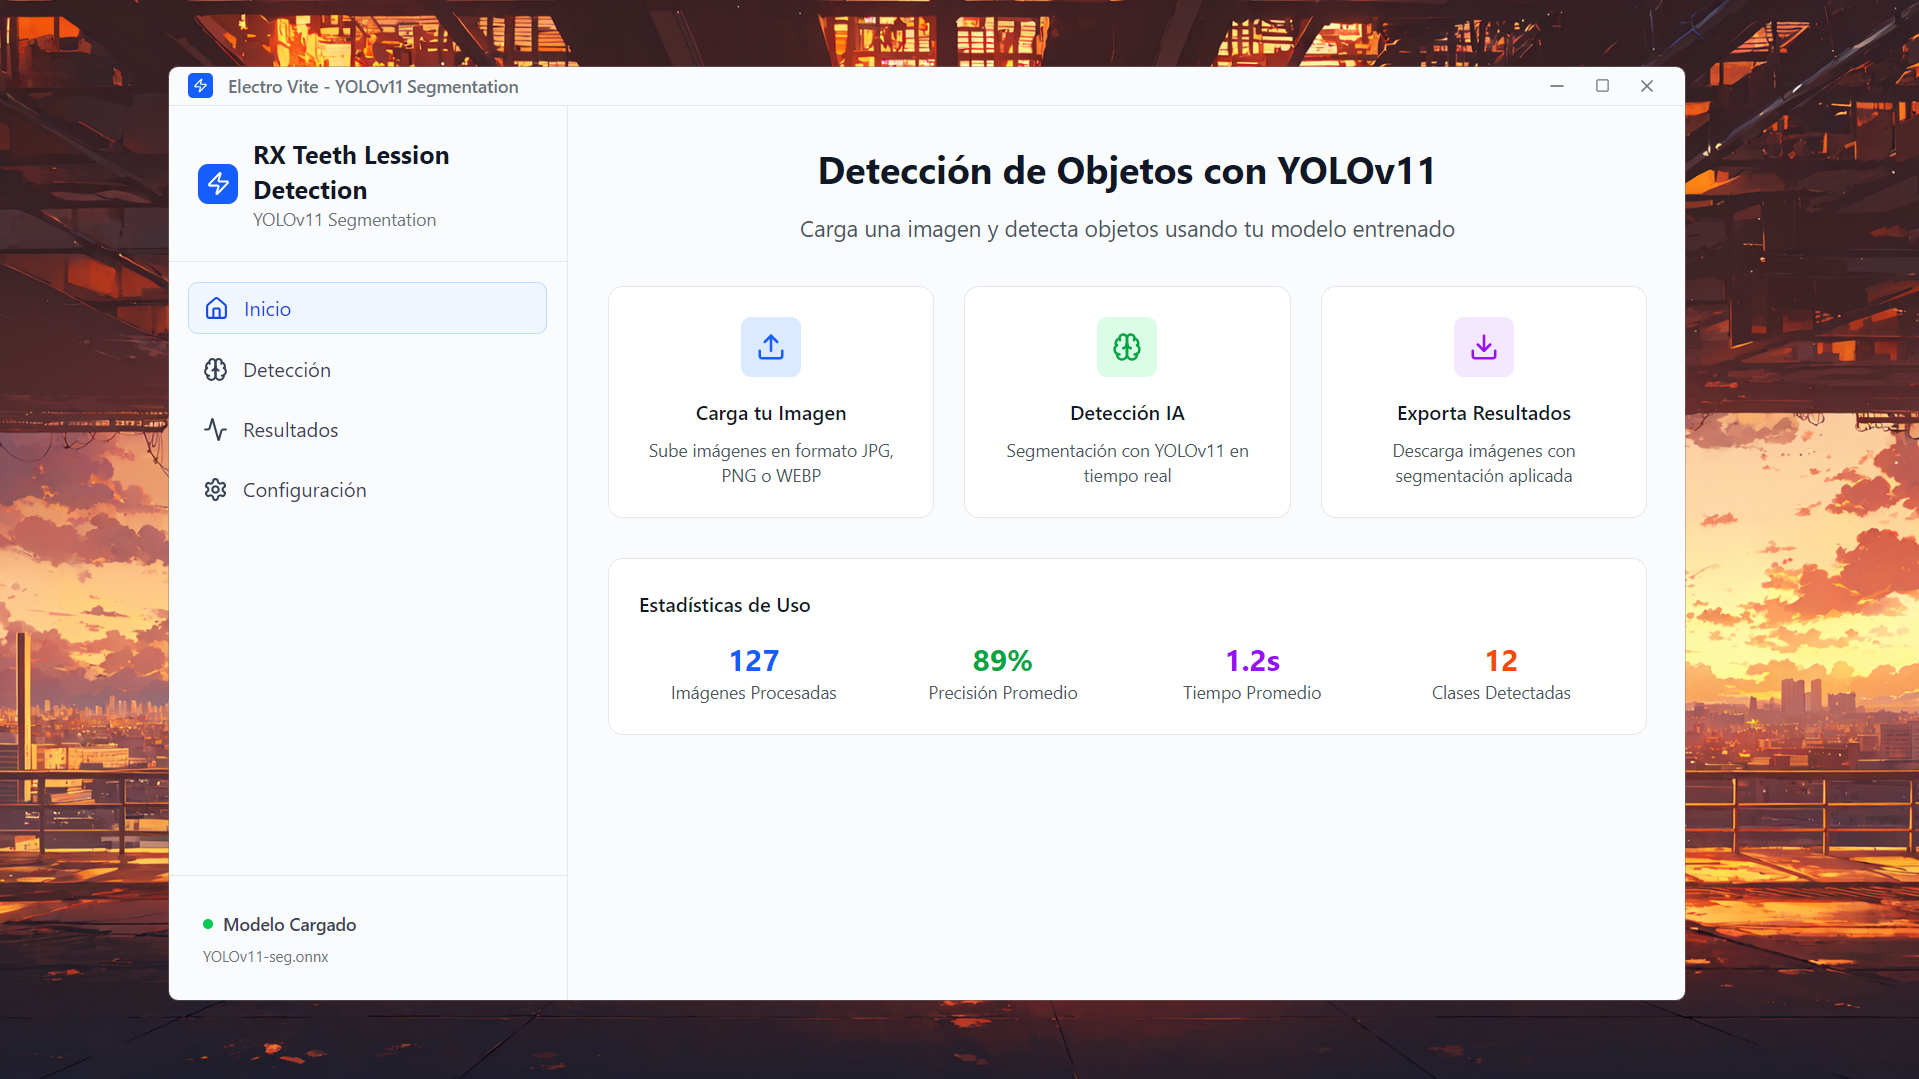 Electro Vite - YOLOv11 Segmentation
RX Teeth Lession
Detection
YOLOv11 Segmentation
Inicio
Detección
Resultados
Configuración
Modelo Cargado
YOLOv11-seg.onnx
Detección de Objetos con YOLOv11
Carga una imagen y detecta objetos usando tu modelo entrenado
Carga tu Imagen
Sube imágenes en formato JPG,
PNG o WEBP
Detección IA
Segmentación con YOLOv11 en
tiempo real
Exporta Resultados
Descarga imágenes con
segmentación aplicada
Estadísticas de Uso
127
Imágenes Procesadas
89%
Precisión Promedio
1.2s
Tiempo Promedio
12
Clases Detectadas